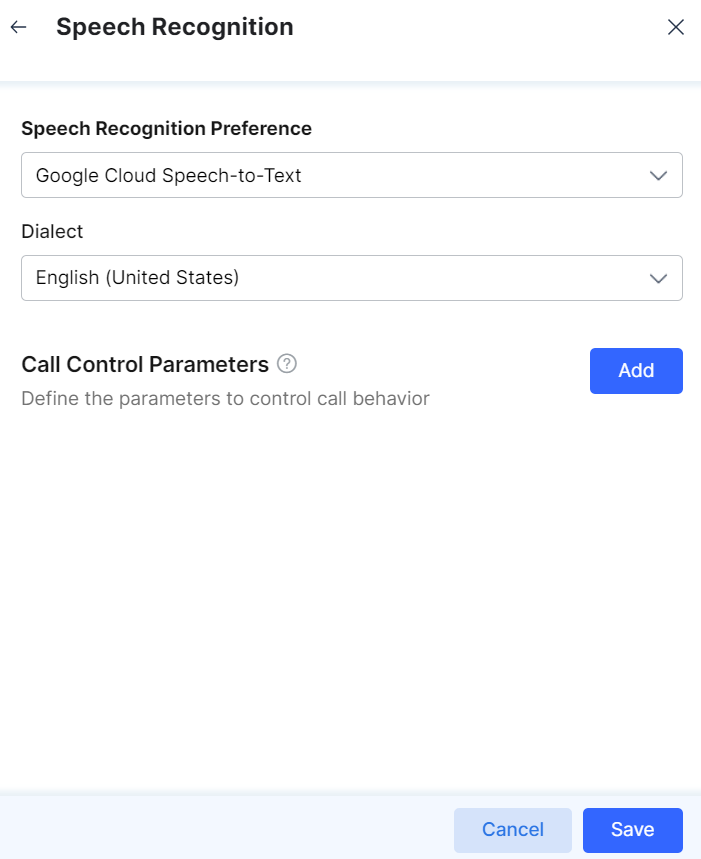 Speech Recognition
Speech Recognition Preference
Google Cloud Speech-to-Text
Dialect
English (United States)
Call Control Parameters ?
Add
Define the parameters to control call behavior
Cancel Save